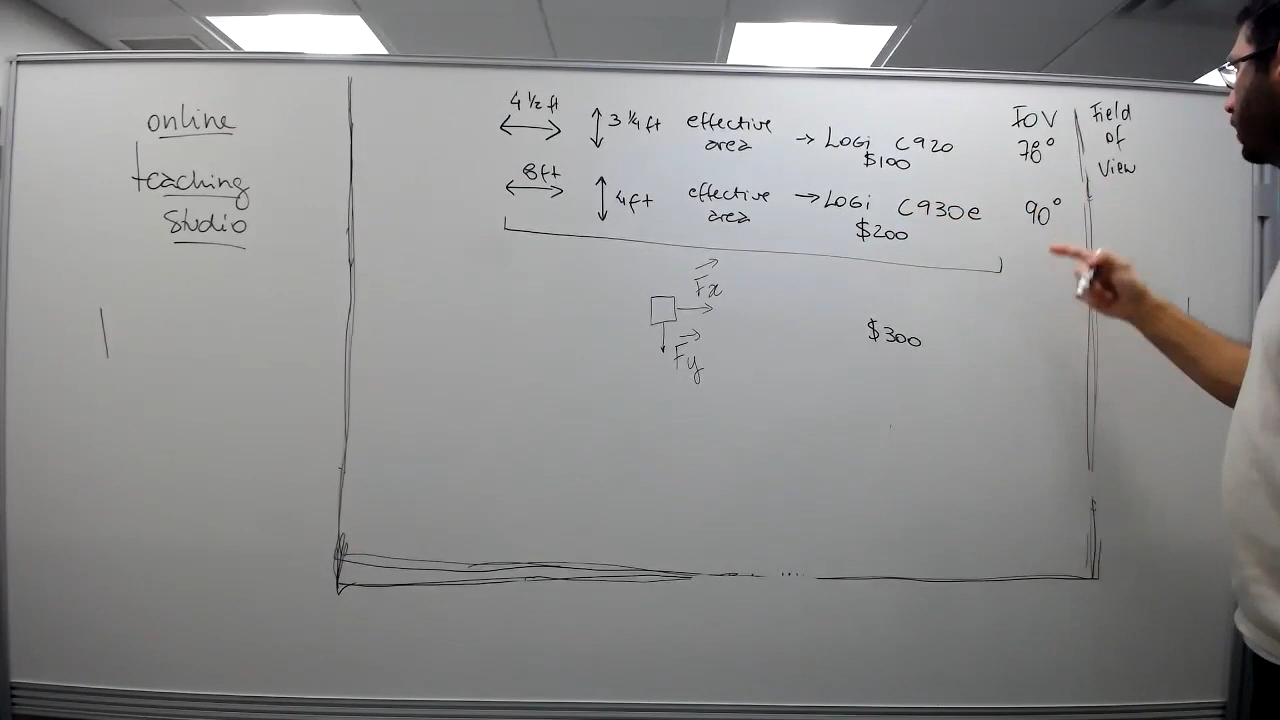 online
teaching
studio
4 1/2 ft 3 1/4 ft effective area → Logi C920 $100
FOV 78° Field of View
8ft 4ft effective area → Logi C930e $200 90°
Fx
Fy
$300